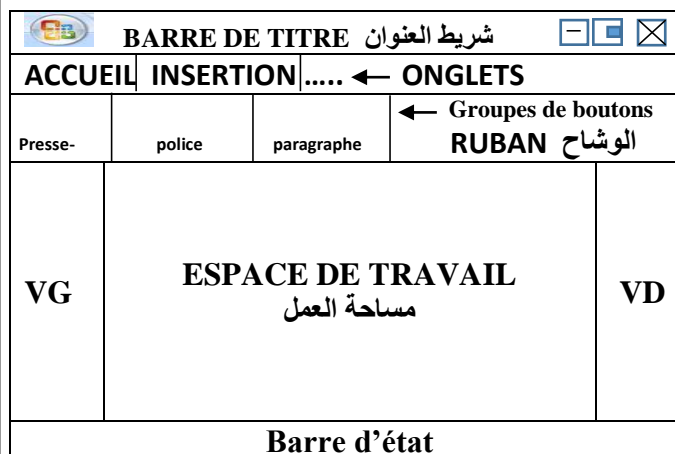 BARRE DE TITRE شريط العنوان
ACCUEIL INSERTION ..... ← ONGLETS
← Groupes de boutons
Presse- police paragraphe RUBAN الوشاح
VG ESPACE DE TRAVAIL VD
مساحة العمل
Barre d’état